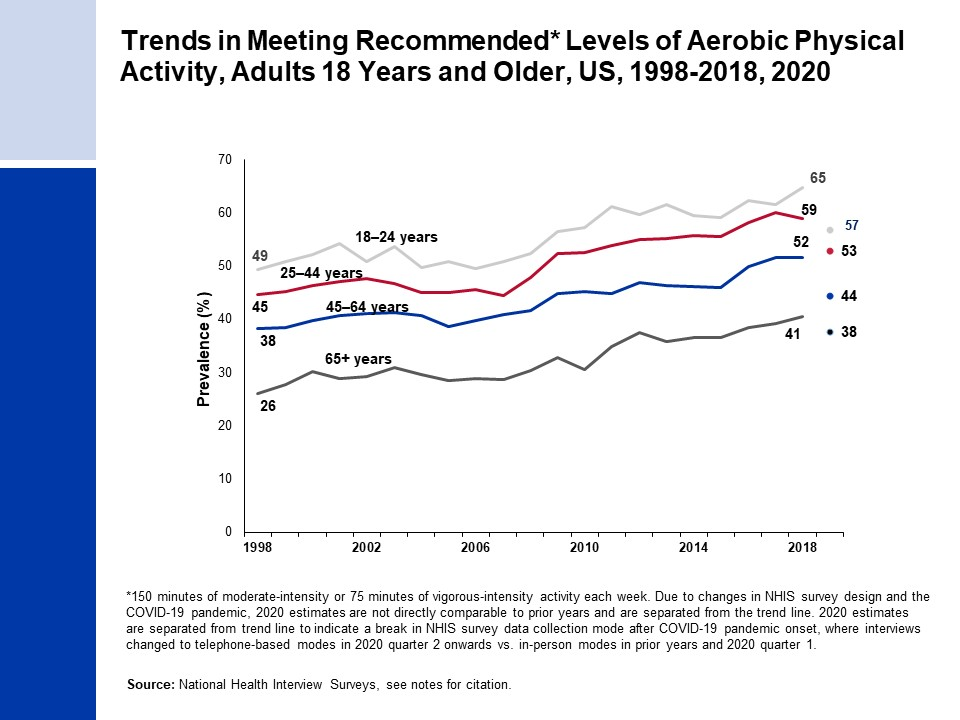 Trends in Meeting Recommended* Levels of Aerobic Physical
Activity, Adults 18 Years and Older, US, 1998-2018, 2020
Prevalence (%)
70
60
50
40
30
20
10
0
1998
2002
2006
2010
2014
2018
18–24 years
25–44 years
45–64 years
65+ years
49
45
38
26
65
59
52
41
57
53
44
38
*150 minutes of moderate-intensity or 75 minutes of vigorous-intensity activity each week. Due to changes in NHIS survey design and the
COVID-19 pandemic, 2020 estimates are not directly comparable to prior years and are separated from the trend line. 2020 estimates
are separated from trend line to indicate a break in NHIS survey data collection mode after COVID-19 pandemic onset, where interviews
changed to telephone-based modes in 2020 quarter 2 onwards vs. in-person modes in prior years and 2020 quarter 1.
Source: National Health Interview Surveys, see notes for citation.